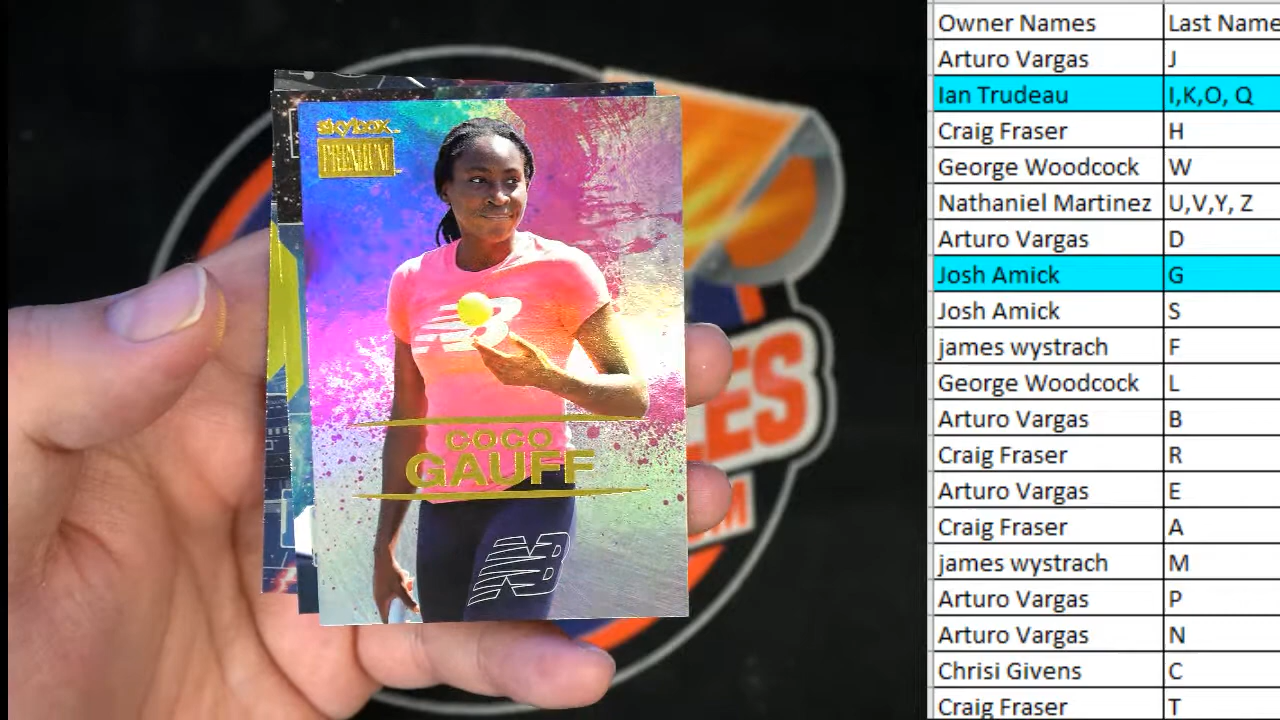 skybox
PREMIUM
COCO
GAUFF
NB
LES
M
Owner Names Last Name
Arturo Vargas J
Ian Trudeau I,K,O, Q
Craig Fraser H
George Woodcock W
Nathaniel Martinez U,V,Y, Z
Arturo Vargas D
Josh Amick G
Josh Amick S
james wystrach F
George Woodcock L
Arturo Vargas B
Craig Fraser R
Arturo Vargas E
Craig Fraser A
james wystrach M
Arturo Vargas P
Arturo Vargas N
Chrisi Givens C
Craig Fraser T